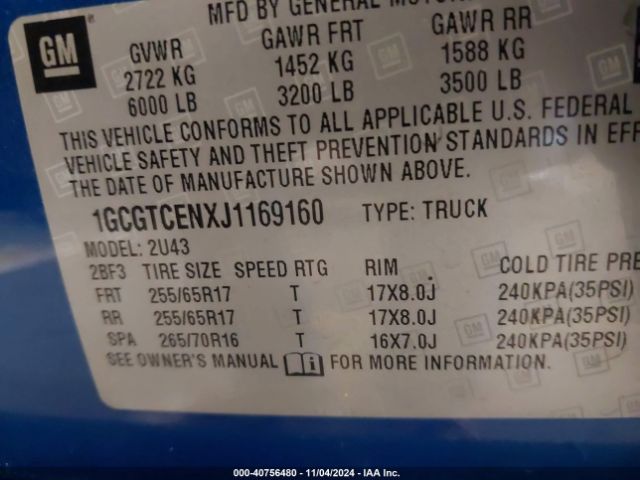 MFD BY GENERAL MOTORS
GM
GVWR GAWR FRT GAWR RR
2722 KG 1452 KG 1588 KG
6000 LB 3200 LB 3500 LB
THIS VEHICLE CONFORMS TO ALL APPLICABLE U.S. FEDERAL
VEHICLE SAFETY AND THEFT PREVENTION STANDARDS IN EFF
THE DATE OF MANUFACTURE SHOWN ABOVE.
1GCGTCENXJ1169160 TYPE: TRUCK
MODEL: 2U43
2BF3 TIRE SIZE SPEED RTG RIM COLD TIRE PRE
FRT 255/65R17 T 17X8.0J 240KPA(35PSI)
RR 255/65R17 T 17X8.0J 240KPA(35PSI)
SPA 265/70R16 T 16X7.0J 240KPA(35PSI)
SEE OWNER'S MANUAL FOR MORE INFORMATION.
000-40756480 - 11/04/2024 - IAA Inc.